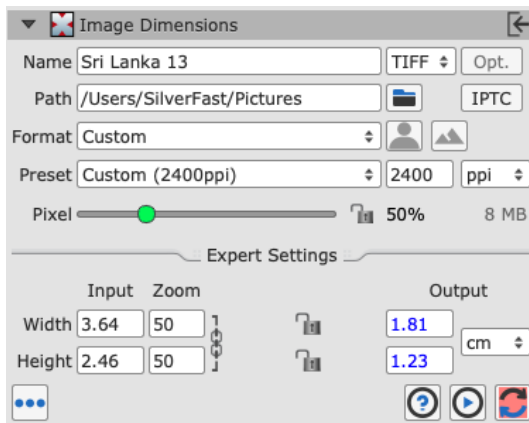 Image Dimensions
Name Sri Lanka 13 TIFF Opt.
Path /Users/SilverFast/Pictures IPTC
Format Custom
Preset Custom (2400ppi) 2400 ppi
Pixel 50% 8 MB
Expert Settings
Input Zoom Output
Width 3.64 50 1.81
cm
Height 2.46 50 1.23